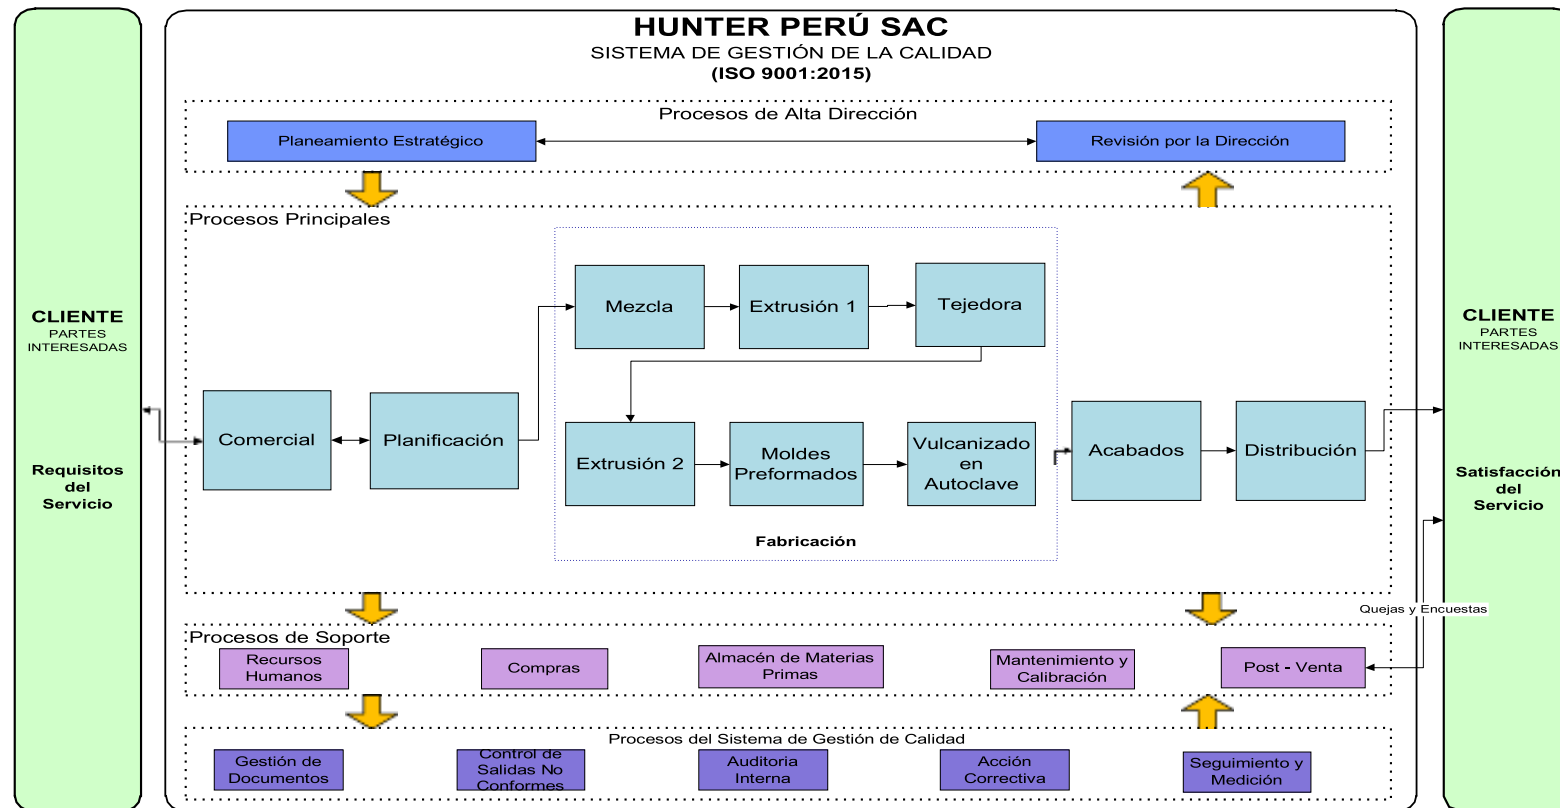 HUNTER PERÚ SAC
SISTEMA DE GESTIÓN DE LA CALIDAD
(ISO 9001:2015)
Procesos de Alta Dirección
Planeamiento Estratégico
Revisión por la Dirección
CLIENTE
PARTES
INTERESADAS
Requisitos
del
Servicio
Procesos Principales
Comercial
Planificación
Mezcla
Extrusión 1
Tejedora
Extrusión 2
Moldes
Preformados
Vulcanizado
en
Autoclave
Fabricación
Acabados
Distribución
CLIENTE
PARTES
INTERESADAS
Satisfacción
del
Servicio
Quejas y Encuestas
Procesos de Soporte
Recursos
Humanos
Compras
Almacén de Materias
Primas
Mantenimiento y
Calibración
Post - Venta
Procesos del Sistema de Gestión de Calidad
Gestión de
Documentos
Control de
Salidas No
Conformes
Auditoria
Interna
Acción
Correctiva
Seguimiento y
Medición